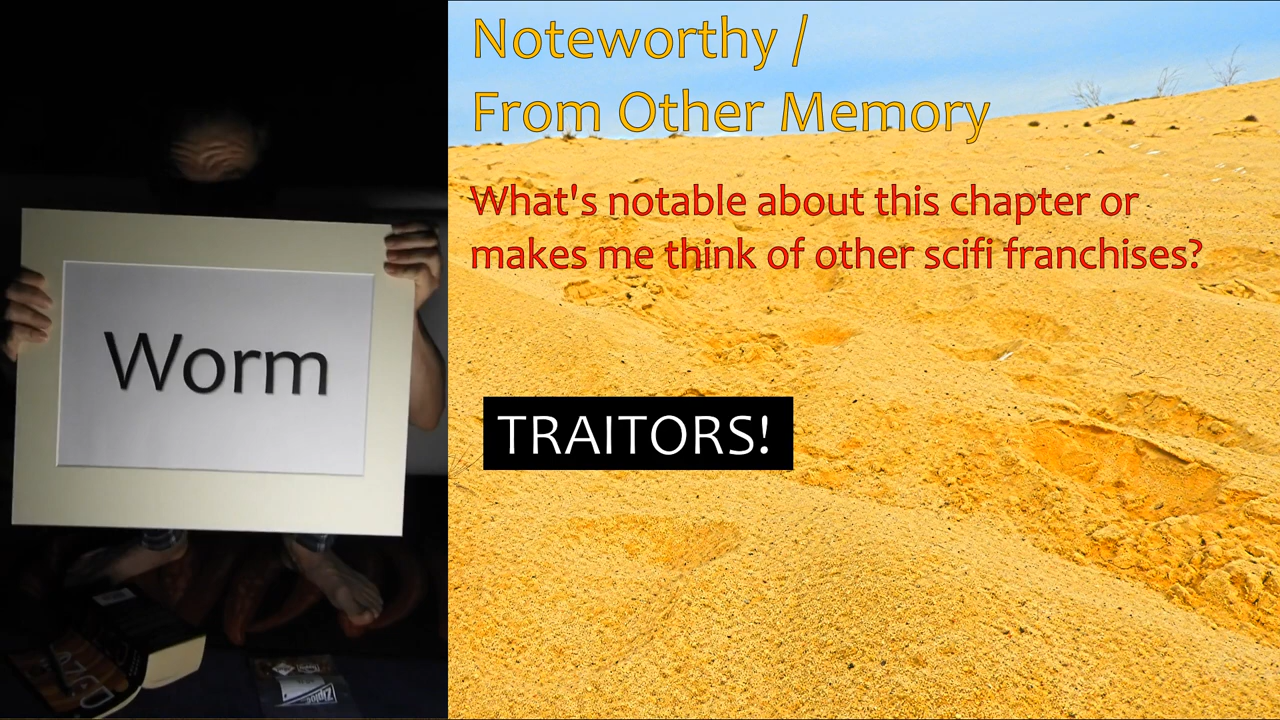 Noteworthy /
From Other Memory
What's notable about this chapter or
makes me think of other scifi franchises?
Worm
TRAITORS!
Ziploc